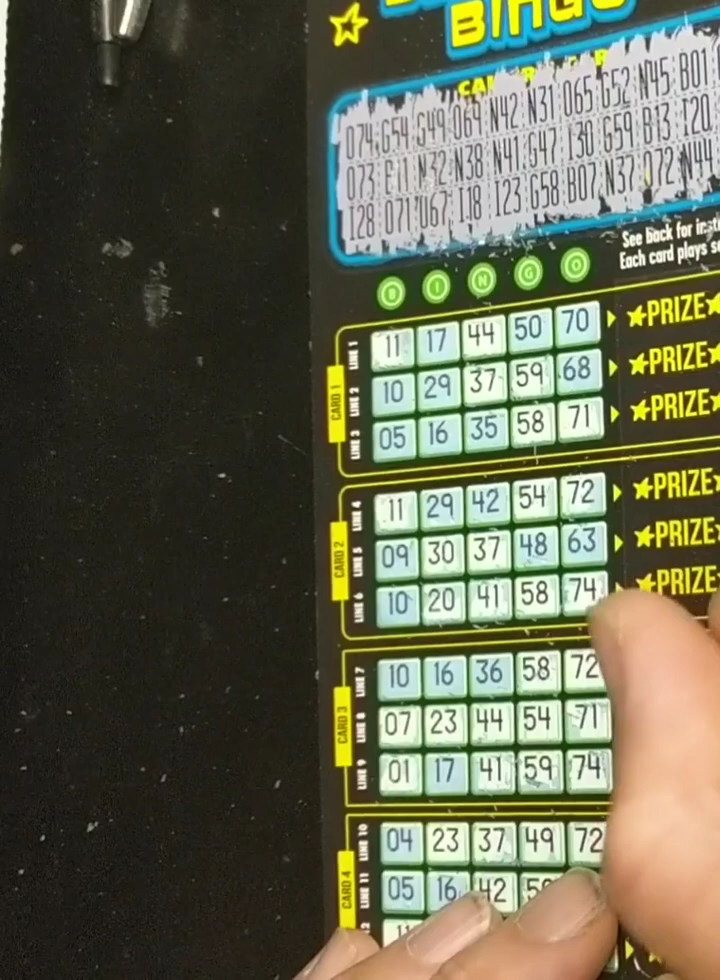 BINGO
O74 G54 G49 O69 N42 N31 O65 G52 N45 B01
O73 B11 N32 N38 N41 G47 I30 G59 B13 I20
I28 O71 O67 I18 I23 G58 B07 N37 O72 N44
See back for
Each card plays
B I N G O
CARD 1
LINE 1 11 17 44 50 70 PRIZE
LINE 2 10 29 37 59 68 PRIZE
LINE 3 05 16 35 58 71 PRIZE
CARD 2
LINE 4 11 29 42 54 72 PRIZE
LINE 5 09 30 37 48 63 PRIZE
LINE 6 10 20 41 58 74 PRIZE
CARD 3
LINE 7 10 16 36 58 72
LINE 8 07 23 44 54 71
LINE 9 01 17 41 59 74
CARD 4
LINE 10 04 23 37 49 72
LINE 11 05 16 42
11